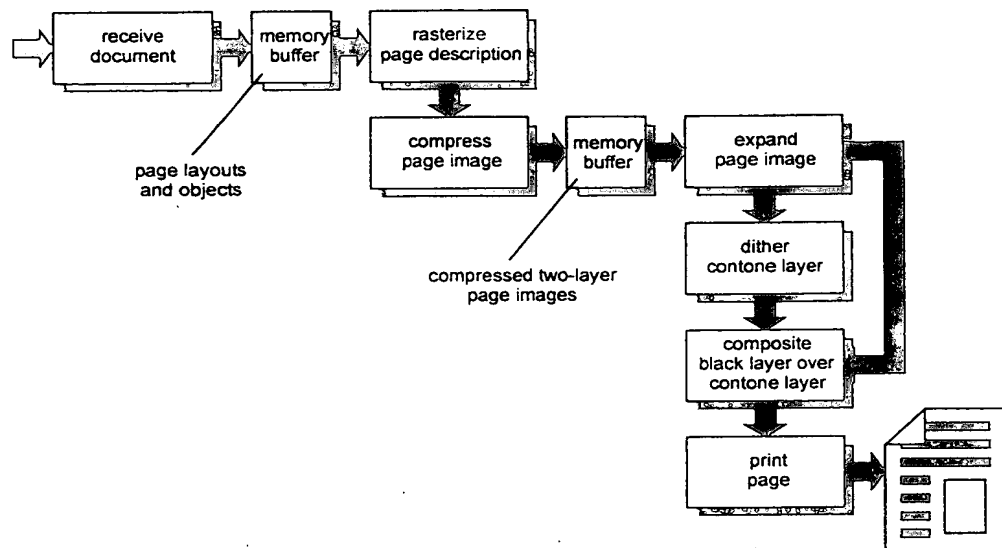 receive
document
memory
buffer
rasterize
page description
compress
page image
memory
buffer
expand
page image
page layouts
and objects
dither
contone layer
compressed two-layer
page images
composite
black layer over
contone layer
print
page